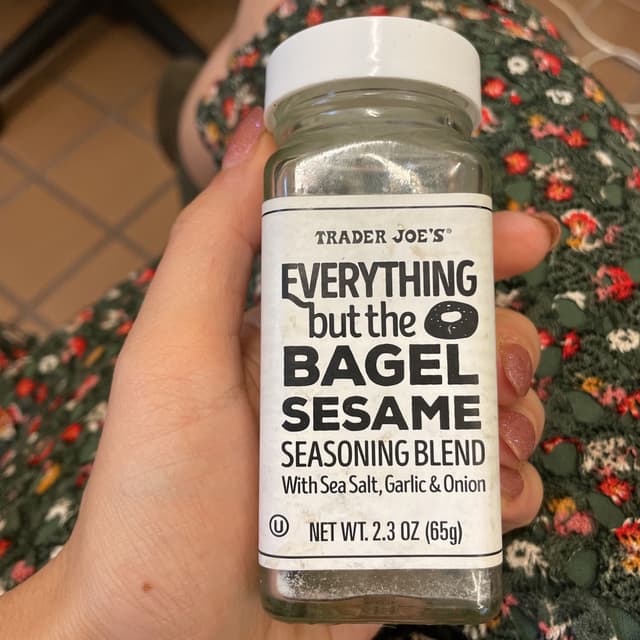 TRADER JOE'S®
EVERYTHING
but the
BAGEL
SESAME
SEASONING BLEND
With Sea Salt, Garlic & Onion
Ⓤ NET WT. 2.3 OZ (65g)